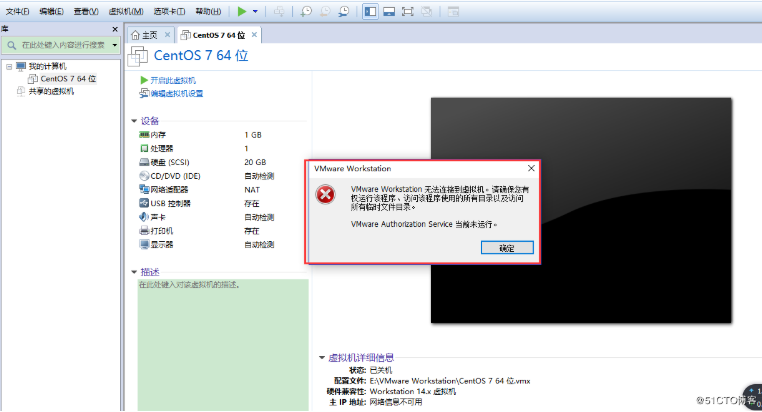 文件(F) 编辑(E) 查看(V) 虚拟机(M) 选项卡(T) 帮助(H)
库
在此处键入内容进行搜索
我的计算机
CentOS 7 64 位
共享的虚拟机
主页 CentOS 7 64 位
CentOS 7 64 位
开启此虚拟机
编辑虚拟机设置
设备
内存 1 GB
处理器 1
硬盘 (SCSI) 20 GB
CD/DVD (IDE) 自动检测
网络适配器 NAT
USB 控制器 存在
声卡 自动检测
打印机 存在
显示器 自动检测
描述
在此处键入对该虚拟机的描述。
VMware Workstation
VMware Workstation 无法连接到虚拟机。请确保您有
权运行该程序、访问该程序使用的所有目录以及访问
所有临时文件目录。
VMware Authorization Service 当前未运行。
确定
虚拟机详细信息
状态: 已关机
配置文件: E:\VMware Workstation\CentOS 7 64 位.vmx
硬件兼容性: Workstation 14.x 虚拟机
主 IP 地址: 网络信息不可用
@51CTO博客